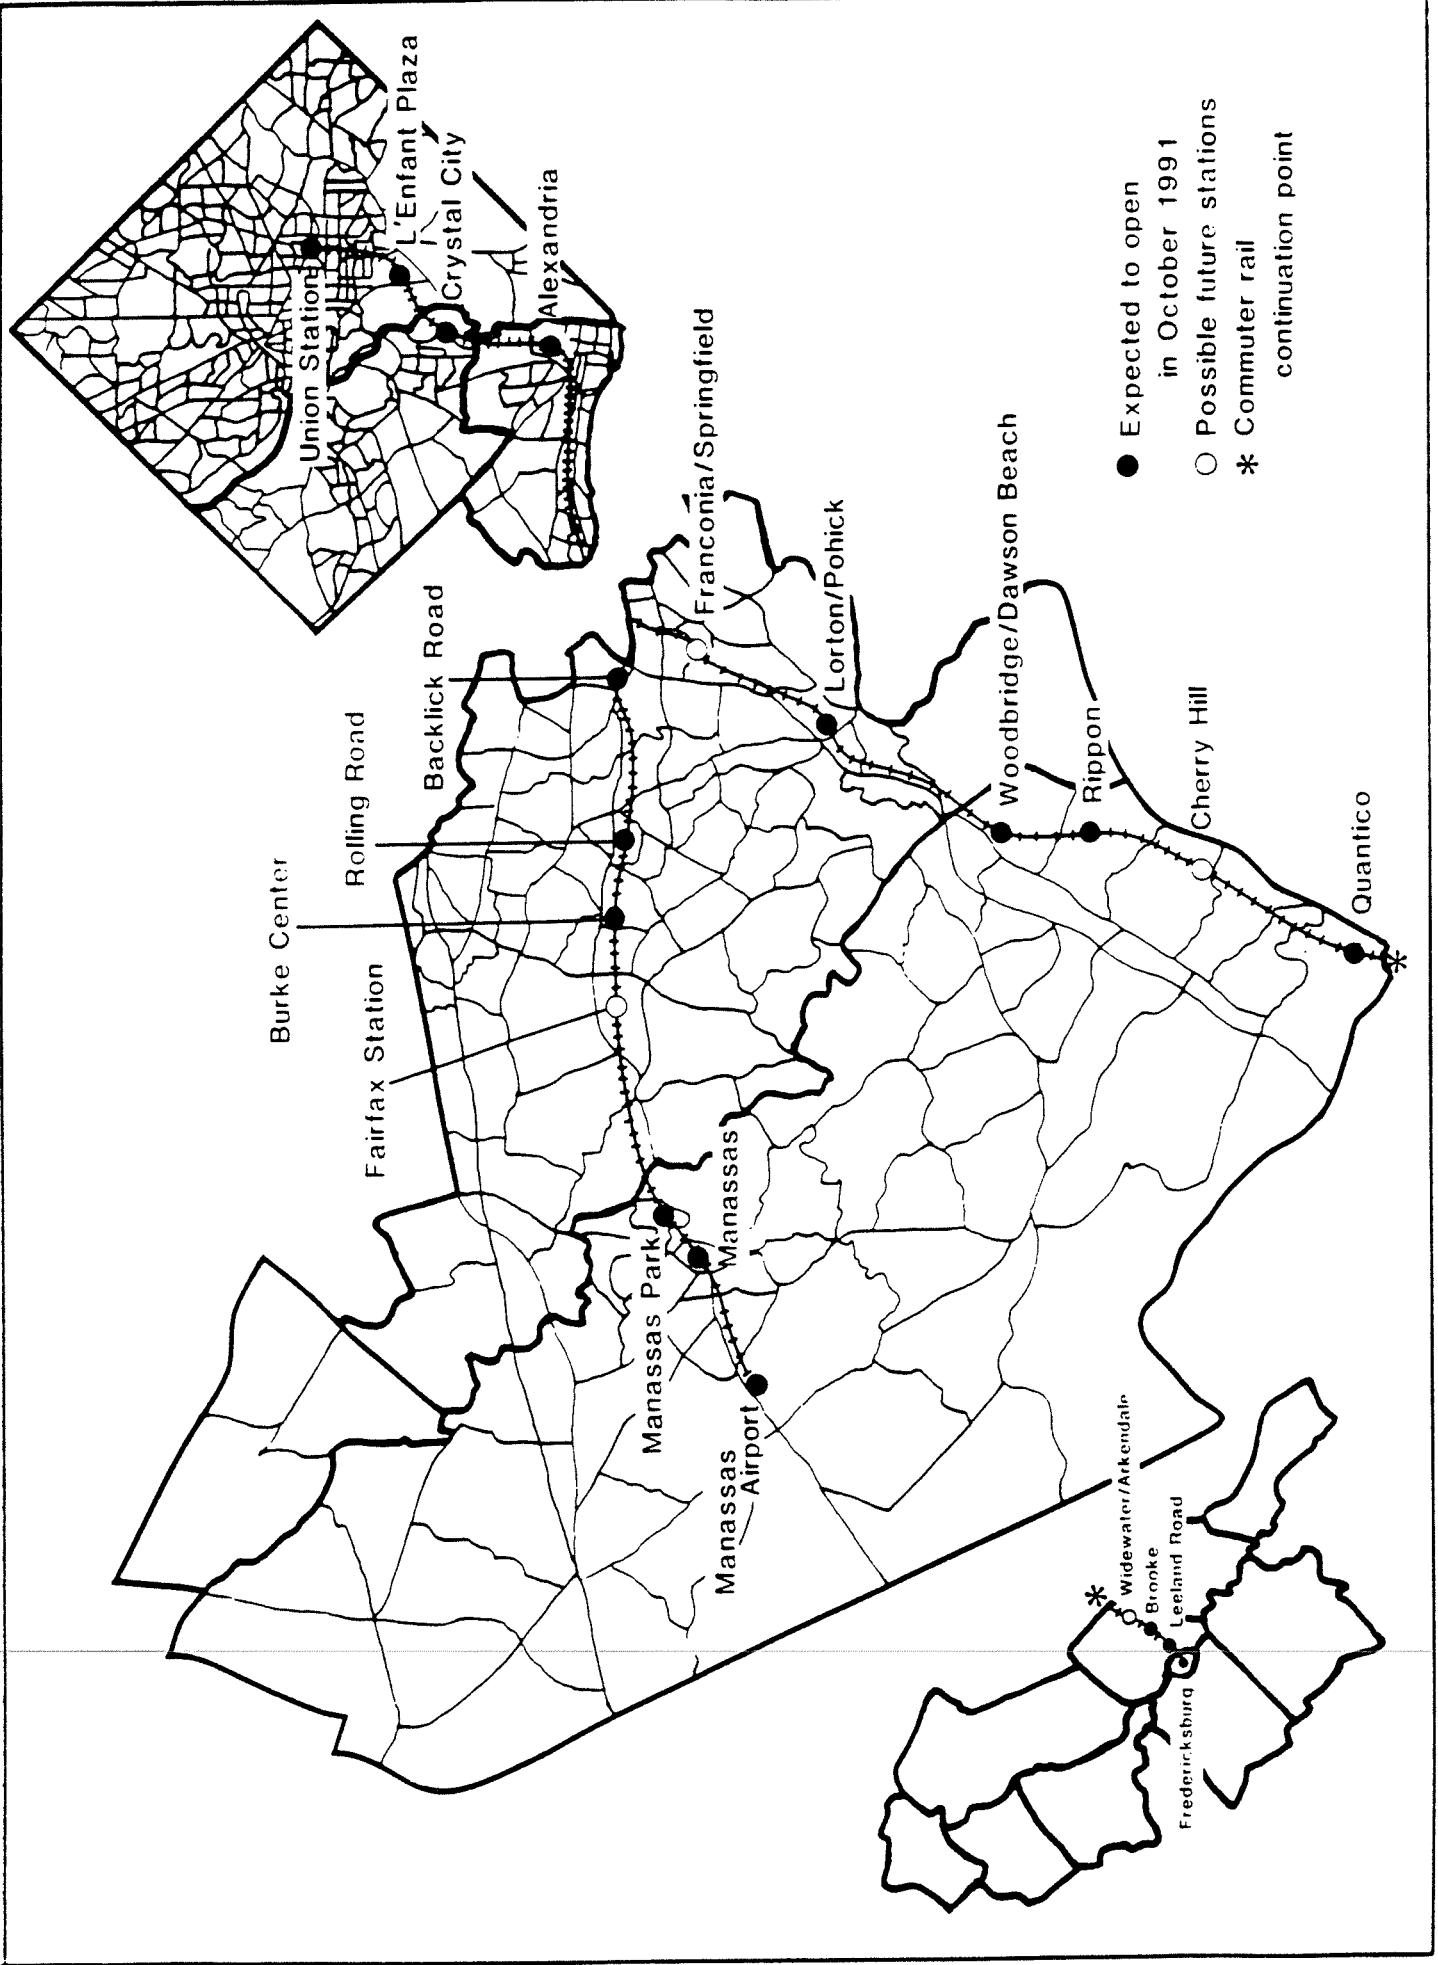 Union Station
L'Enfant Plaza
Crystal City
Alexandria
Backlick Road
Rolling Road
Burke Center
Fairfax Station
Franconia/Springfield
Lorton/Pohick
Woodbridge/Dawson Beach
Rippon
Cherry Hill
Quantico
*
Manassas Park
Manassas
Manassas
Airport
*
Widewater/Arkendale
Brooke
Leeland Road
Fredericksburg
● Expected to open
in October 1991
○ Possible future stations
* Commuter rail
continuation point